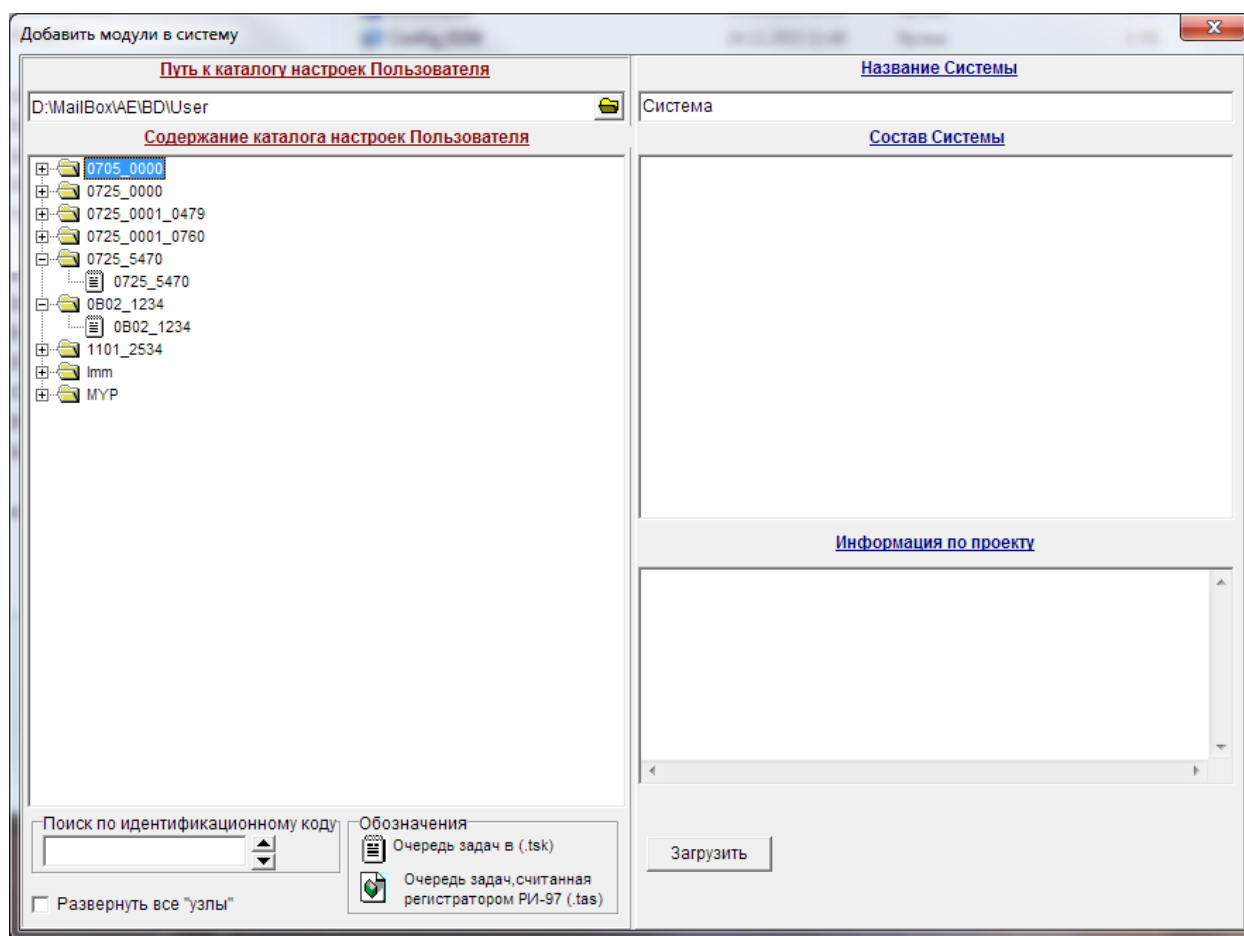 Добавить модули в систему
Путь к каталогу настроек Пользователя
D:\MailBox\AE\BD\User
Содержание каталога настроек Пользователя
0705_0000
0725_0000
0725_0001_0479
0725_0001_0760
0725_5470
0725_5470
0B02_1234
0B02_1234
1101_2534
Imm
MYP
Поиск по идентификационному коду
Развернуть все "узлы"
Обозначения
Очередь задач в (.tsk)
Очередь задач,считанная
регистратором РИ-97 (.tas)
Название Системы
Система
Состав Системы
Информация по проекту
Загрузить